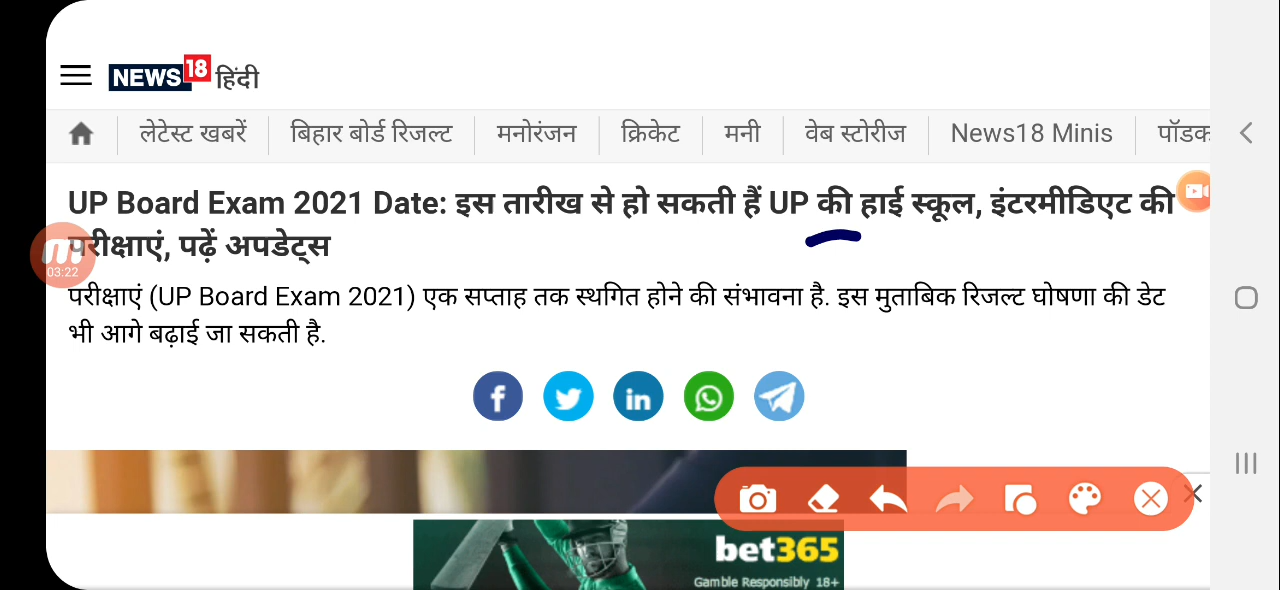 NEWS 18 हिंदी
लेटेस्ट खबरें बिहार बोर्ड रिजल्ट मनोरंजन क्रिकेट मनी वेब स्टोरीज News18 Minis
UP Board Exam 2021 Date: इस तारीख से हो सकती हैं UP की हाई स्कूल, इंटरमीडिएट की
परीक्षाएं, पढ़ें अपडेट्स
03:22
परीक्षाएं (UP Board Exam 2021) एक सप्ताह तक स्थगित होने की संभावना है. इस मुताबिक रिजल्ट घोषणा की डेट
भी आगे बढ़ाई जा सकती है.
bet365
Gamble Responsibly 18+